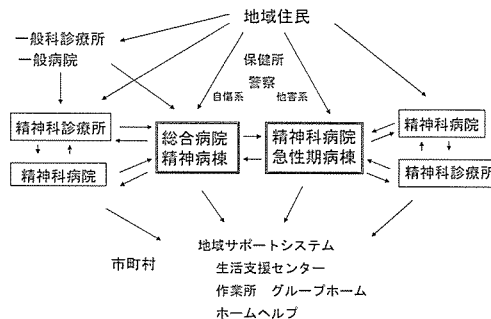 地域住民
一般科診療所
一般病院
保健所
警察
自傷系
他害系
精神科診療所
精神科病院
総合病院
精神病棟
精神科病院
急性期病棟
精神科病院
精神科診療所
市町村
地域サポートシステム
生活支援センター
作業所 グループホーム
ホームヘルプ